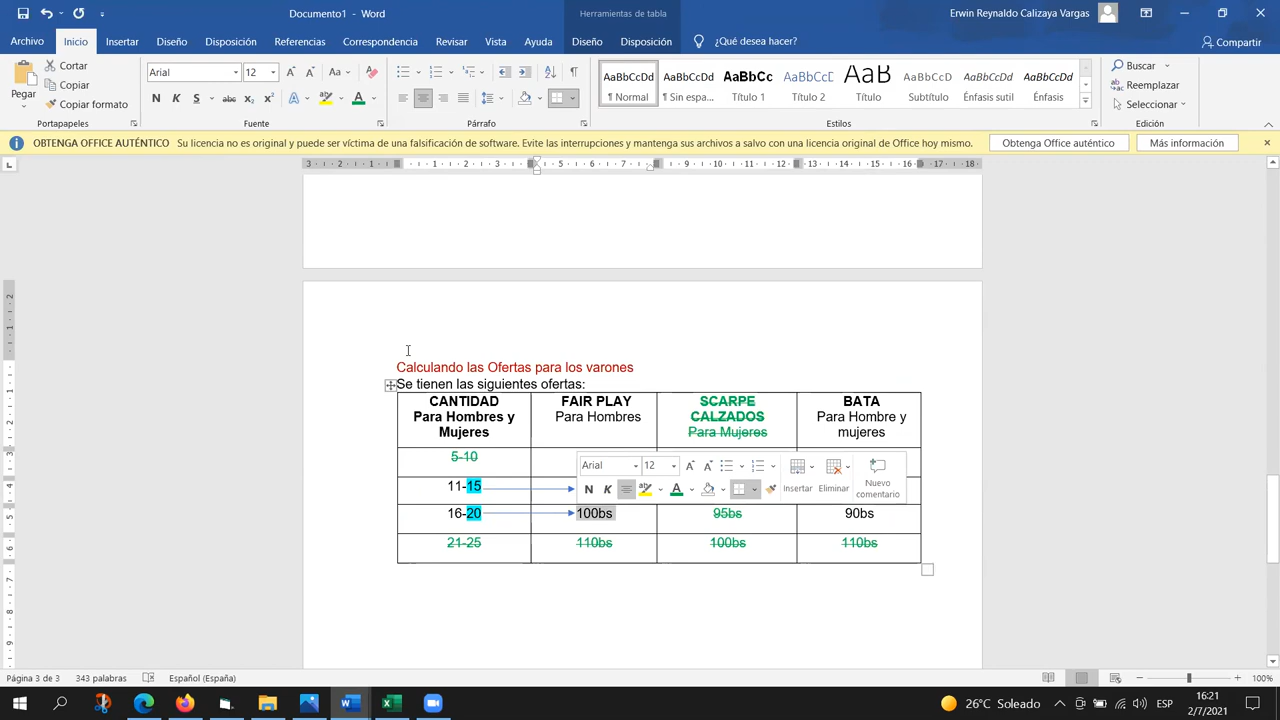 Documento1 - Word
Herramientas de tabla
Erwin Reynaldo Calizaya Vargas
Archivo Inicio Insertar Diseño Disposición Referencias Correspondencia Revisar Vista Ayuda Diseño Disposición ¿Qué desea hacer? Compartir
Pegar
Cortar
Copiar
Copiar formato
Portapapeles
Arial 12
N K S abc x₂ x²
Fuente
Párrafo
AaBbCcDd AaBbCcDd AaBbCc AaBbCcD AaB AaBbCcD AaBbCcDd AaBbCcDd
¶ Normal ¶ Sin espa... Título 1 Título 2 Título Subtítulo Énfasis sutil Énfasis
Estilos
Buscar
Reemplazar
Seleccionar
Edición
OBTENGA OFFICE AUTÉNTICO Su licencia no es original y puede ser víctima de una falsificación de software. Evite las interrupciones y mantenga sus archivos a salvo con una licencia original de Office hoy mismo. Obtenga Office auténtico Más información
Calculando las Ofertas para los varones
Se tienen las siguientes ofertas:
CANTIDAD
Para Hombres y
Mujeres
FAIR PLAY
Para Hombres
SCARPE
CALZADOS
Para Mujeres
BATA
Para Hombre y
mujeres
5-10
11-15
16-20 100bs 95bs 90bs
21-25 110bs 100bs 110bs
Arial 12
N K
Insertar Eliminar Nuevo
comentario
Página 3 de 3 343 palabras Español (España) 100%
26°C Soleado ESP 16:21
2/7/2021